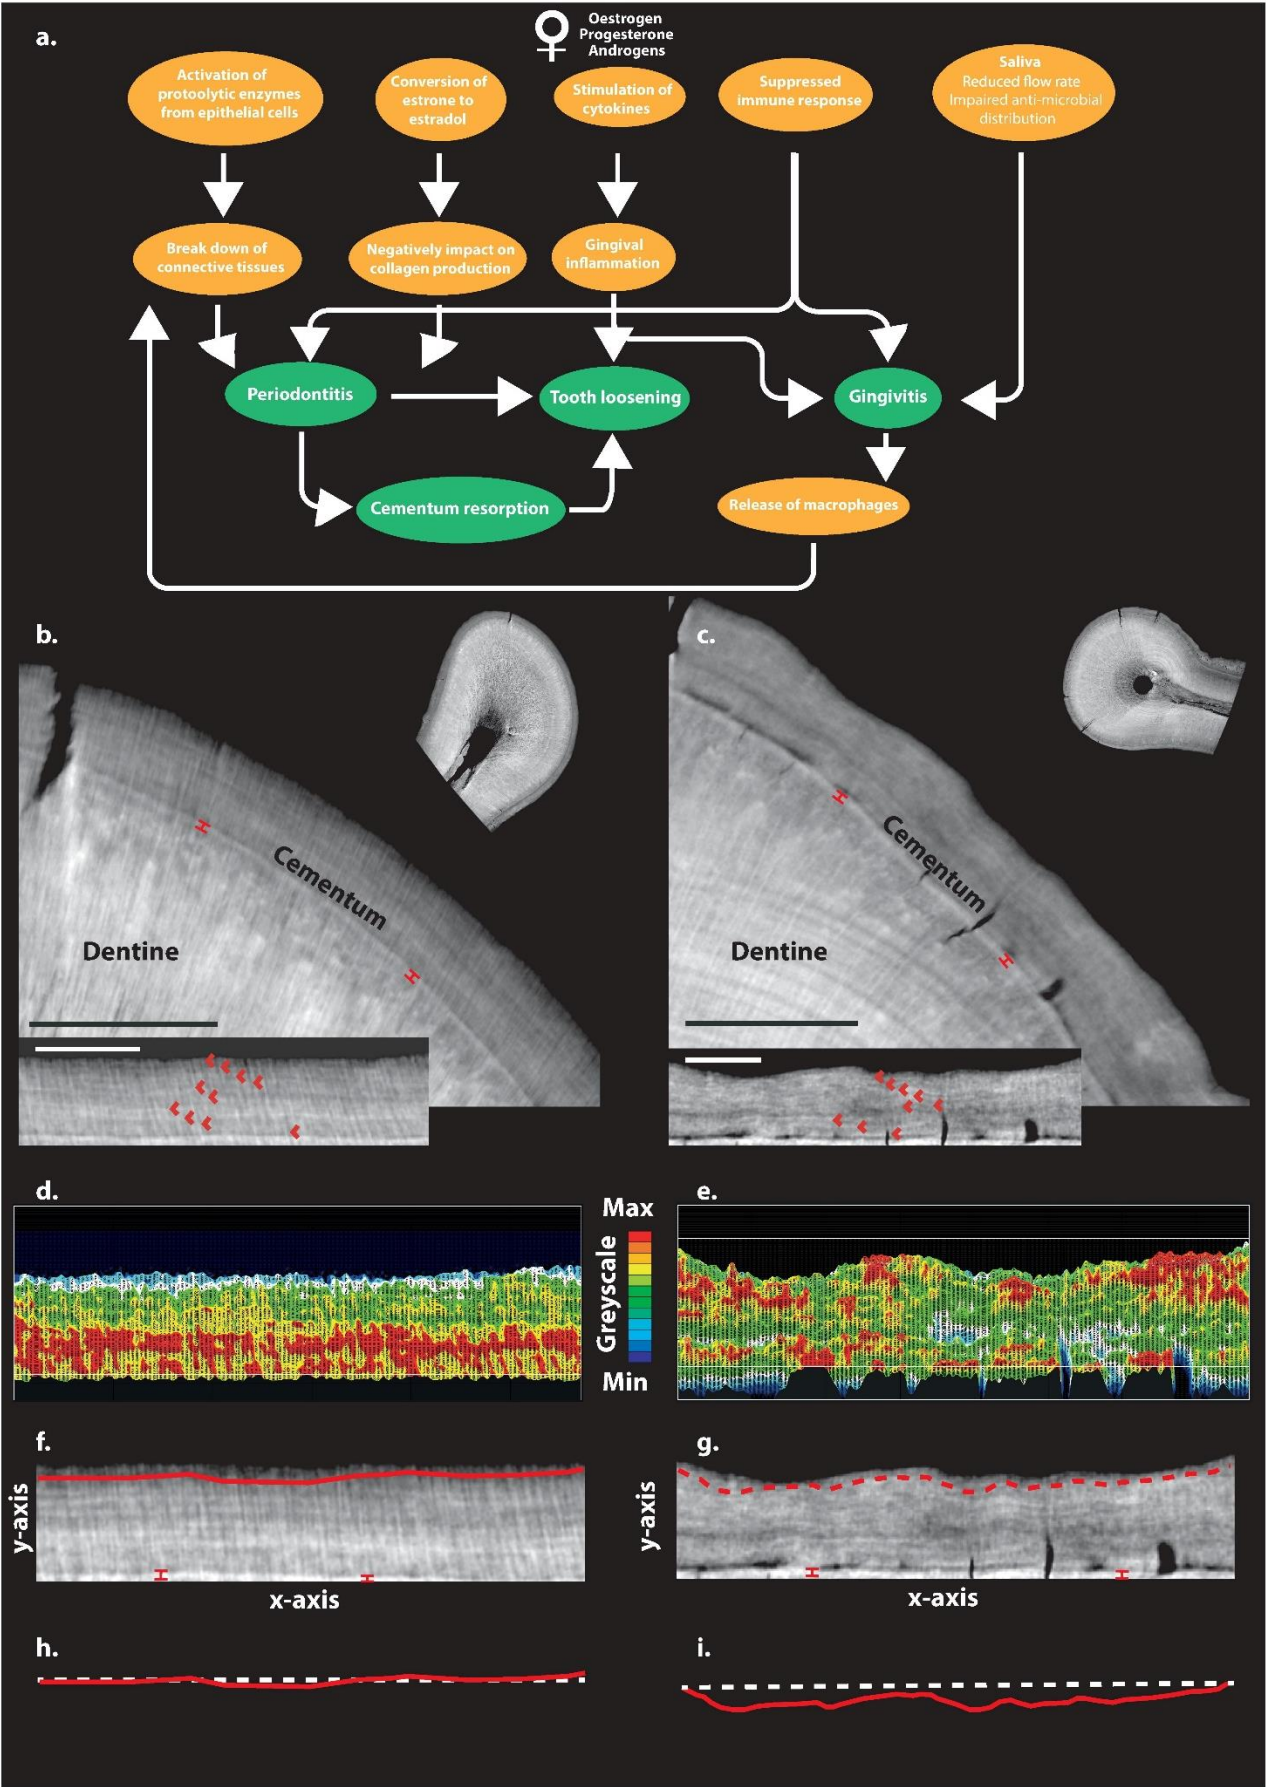 a.
Oestrogen
Progesterone
Androgens
Activation of
protoolytic enzymes
from epithelial cells
Conversion of
estrone to
estradol
Stimulation of
cytokines
Suppressed
immune response
Saliva
Reduced flow rate
Impaired anti-microbial
distribution
Break down of
connective tissues
Negatively impact on
collagen production
Gingival
inflammation
Periodontitis
Tooth loosening
Gingivitis
Cementum resorption
Release of macrophages
b.
Cementum
Dentine
c.
Cementum
Dentine
d.
Max
Greyscale
Min
e.
f.
y-axis
x-axis
g.
y-axis
x-axis
h.
i.